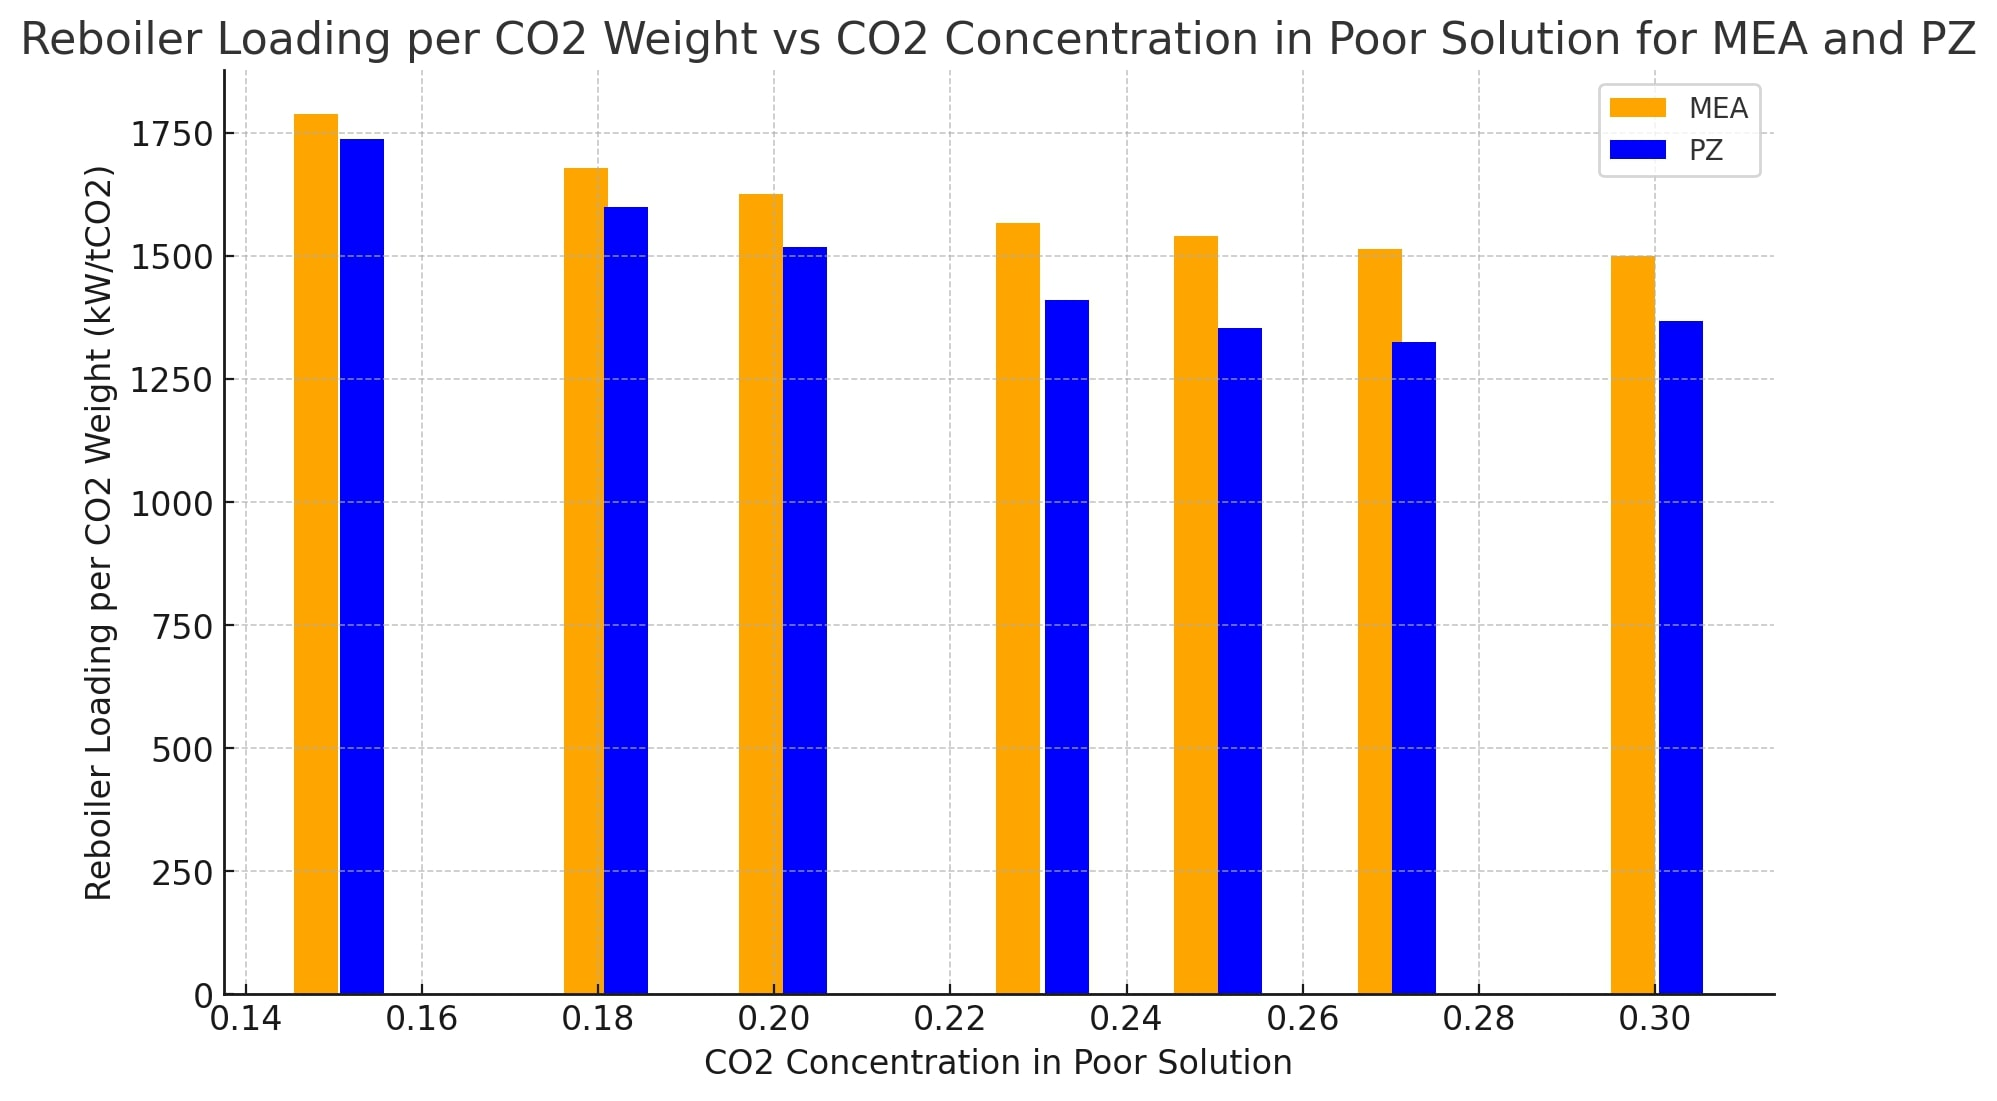 Reboiler Loading per CO2 Weight vs CO2 Concentration in Poor Solution for MEA and PZ
MEA
PZ
Reboiler Loading per CO2 Weight (kW/tCO2)
1750
1500
1250
1000
750
500
250
0
0.14 0.16 0.18 0.20 0.22 0.24 0.26 0.28 0.30
CO2 Concentration in Poor Solution